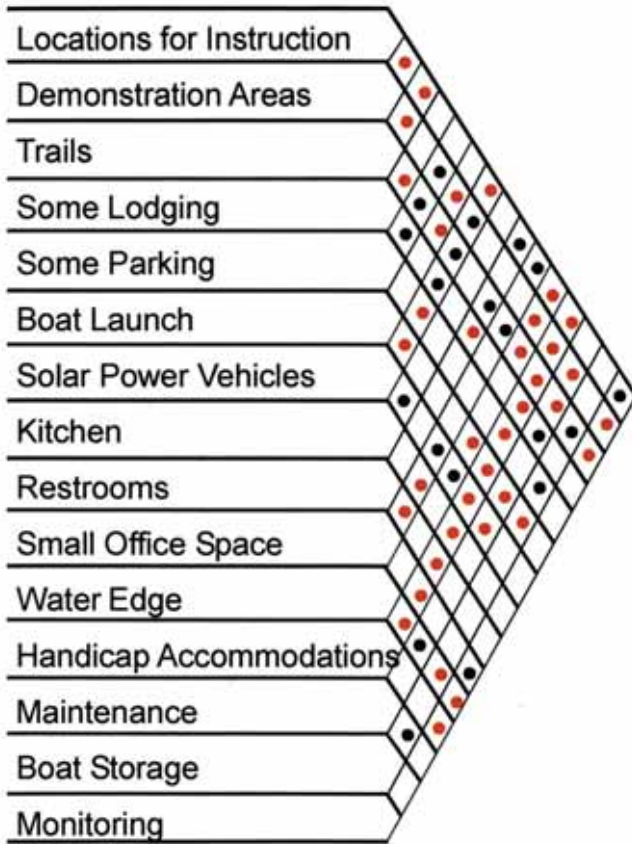 Locations for Instruction
Demonstration Areas
Trails
Some Lodging
Some Parking
Boat Launch
Solar Power Vehicles
Kitchen
Restrooms
Small Office Space
Water Edge
Handicap Accommodations
Maintenance
Boat Storage
Monitoring